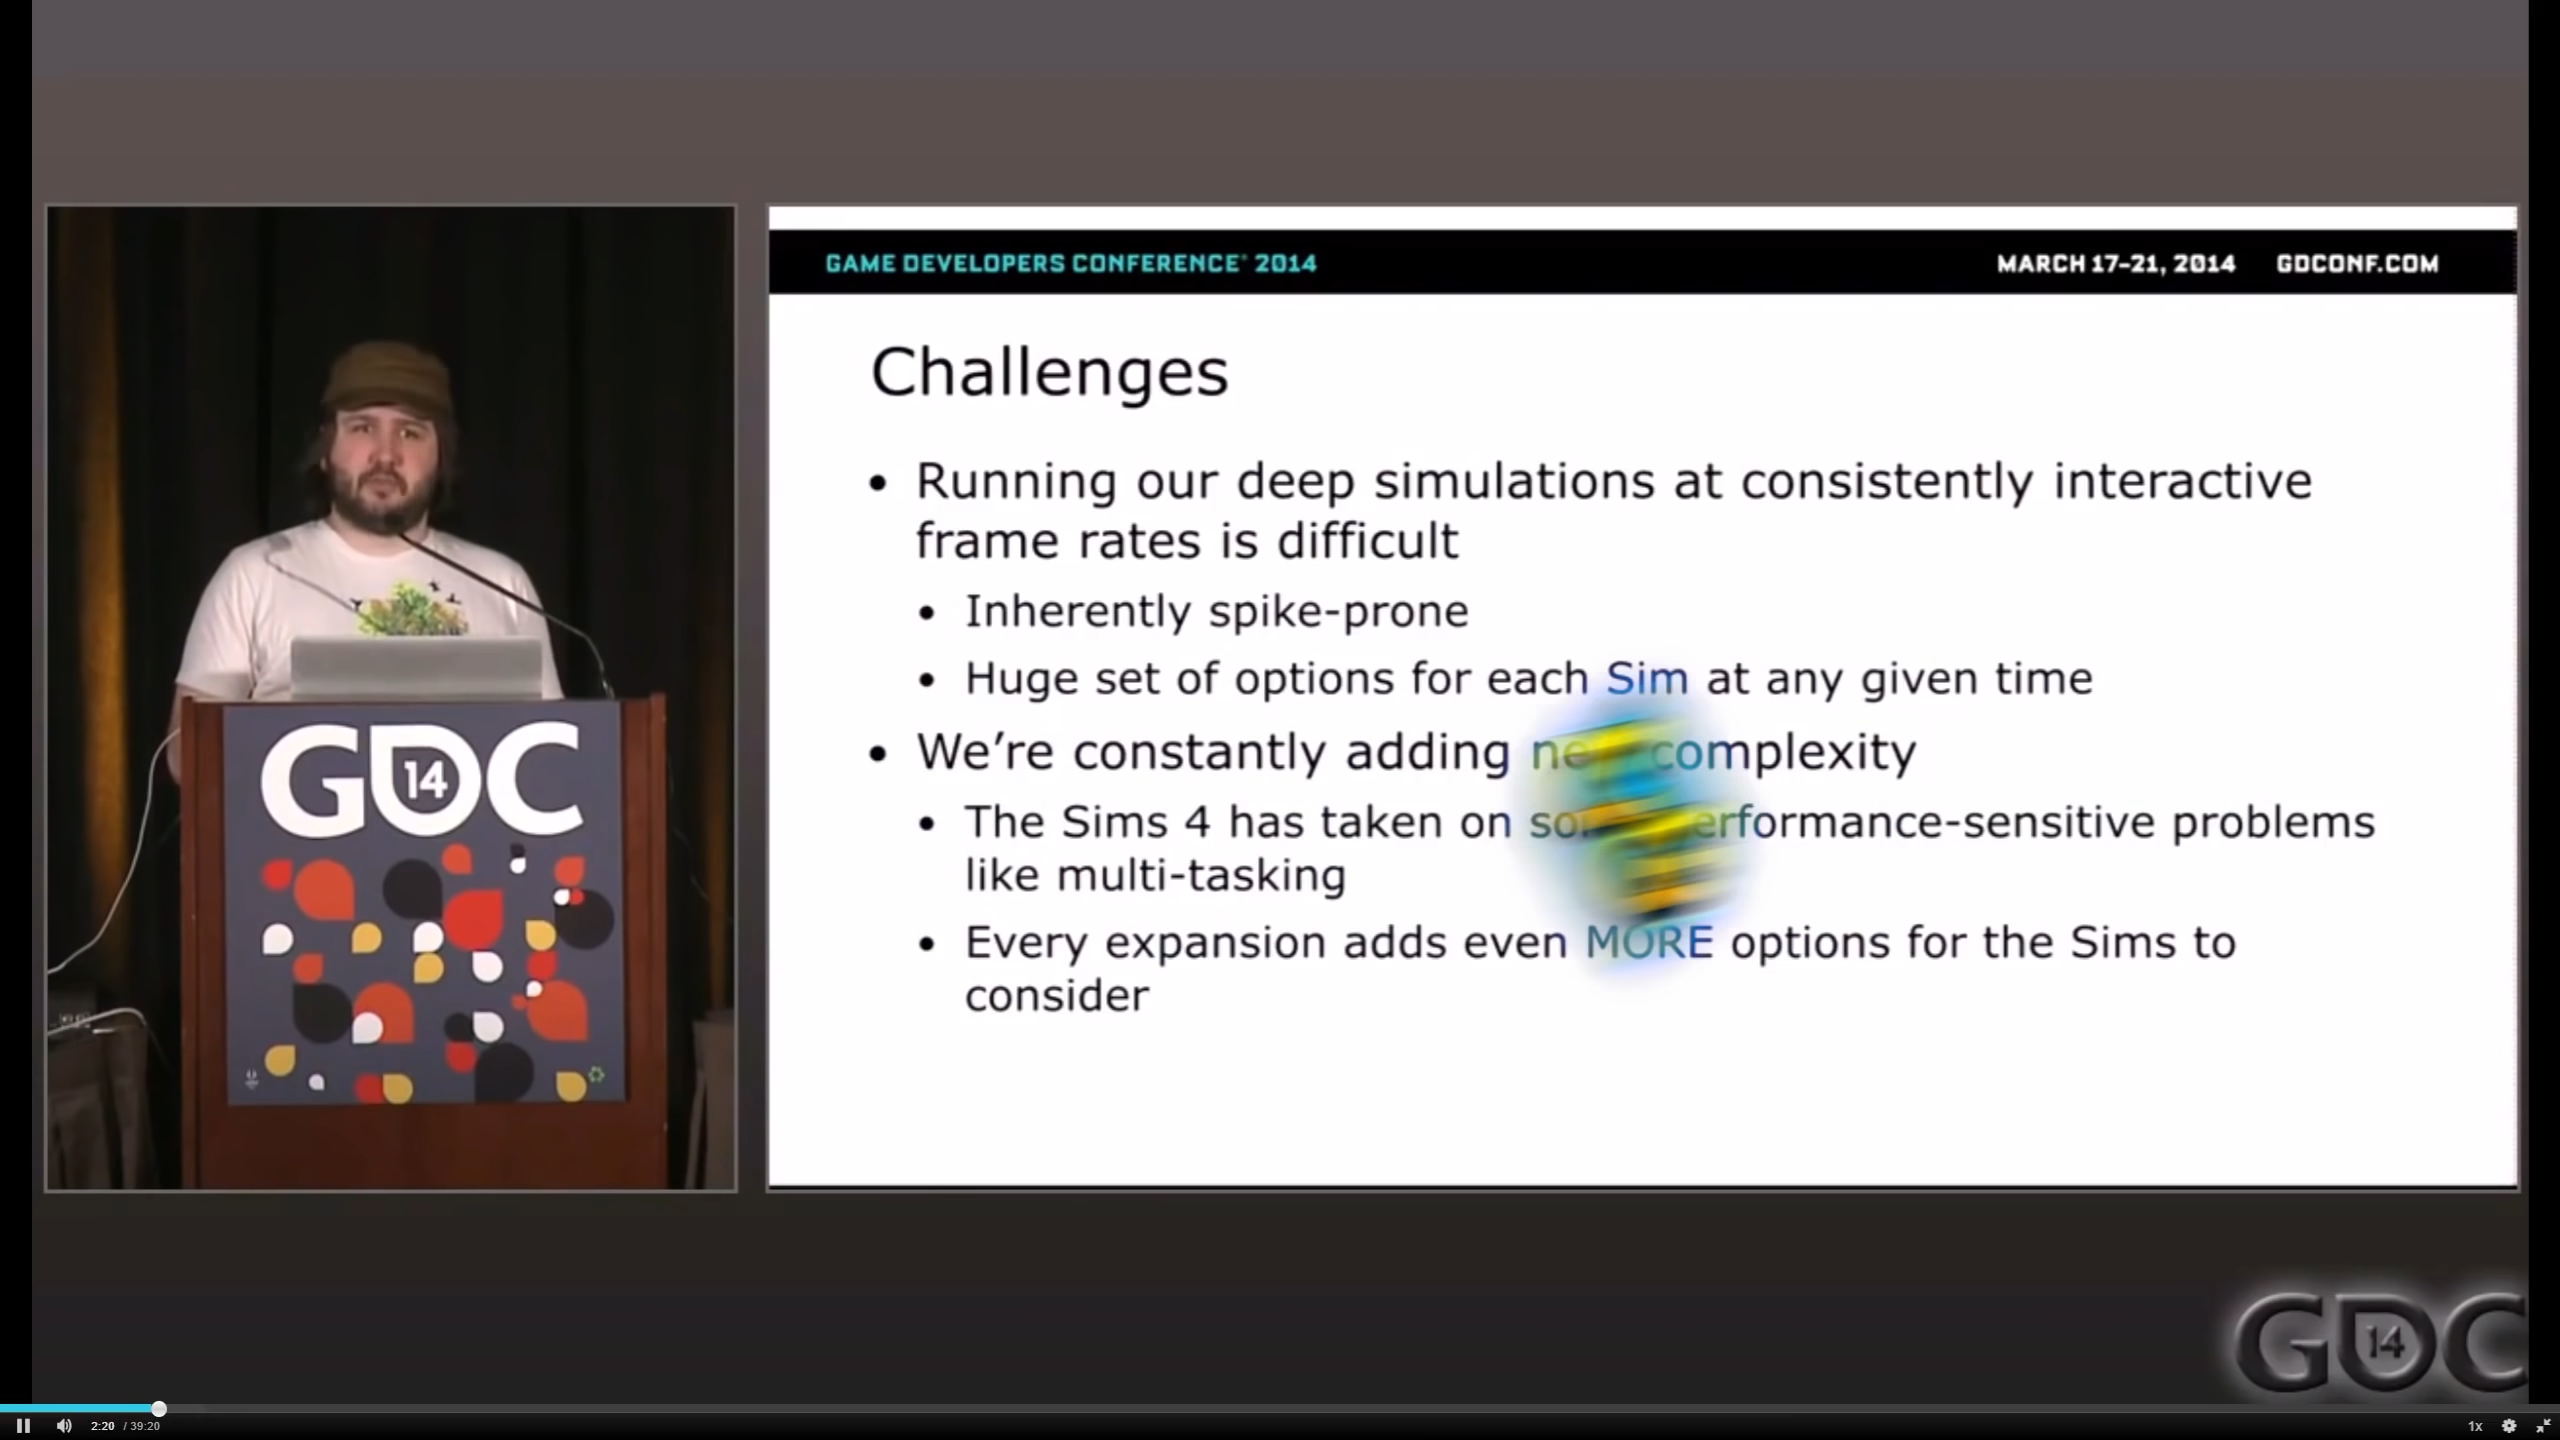 GAME DEVELOPERS CONFERENCE® 2014
MARCH 17-21, 2014 GDCONF.COM
Challenges
• Running our deep simulations at consistently interactive
frame rates is difficult
• Inherently spike-prone
• Huge set of options for each Sim at any given time
• We're constantly adding complexity
• The Sims 4 has taken on performance-sensitive problems
like multi-tasking
• Every expansion adds even MORE options for the Sims to
consider
GDC
14
GDC
14
2:20 / 39:20
1x